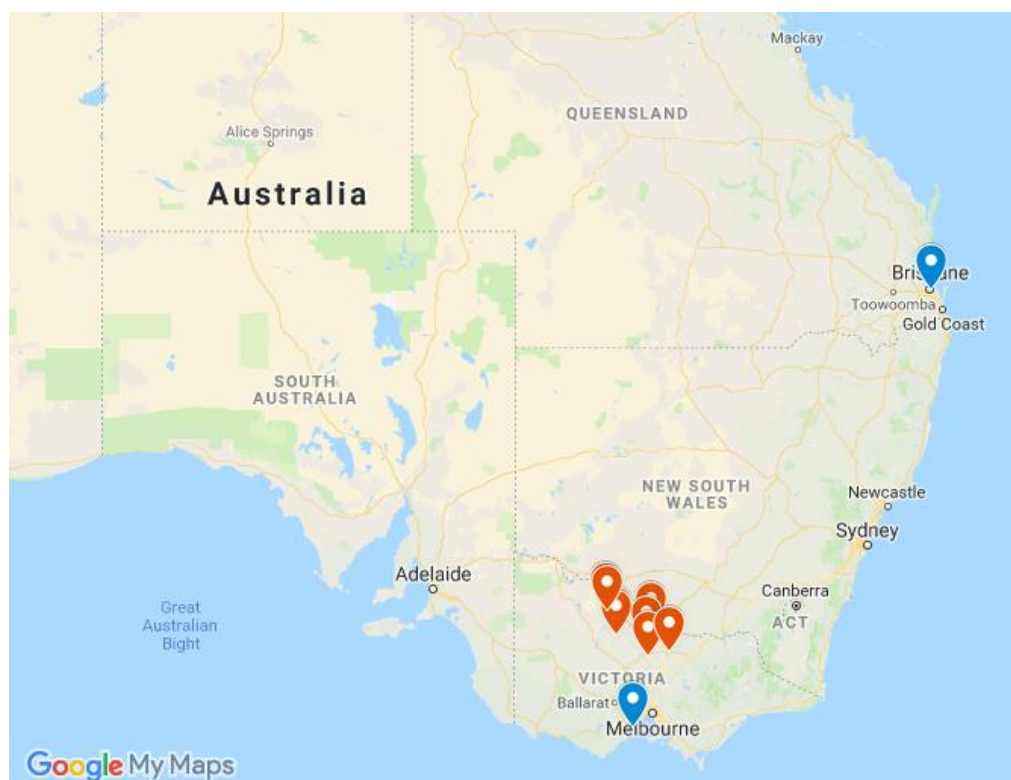 Mackay
QUEENSLAND
Alice Springs
Australia
Brisbane
Toowoomba
Gold Coast
SOUTH
AUSTRALIA
NEW SOUTH
WALES
Newcastle
Sydney
Adelaide
Canberra
ACT
Great
Australian
Bight
VICTORIA
Ballarat
Melbourne
Google My Maps